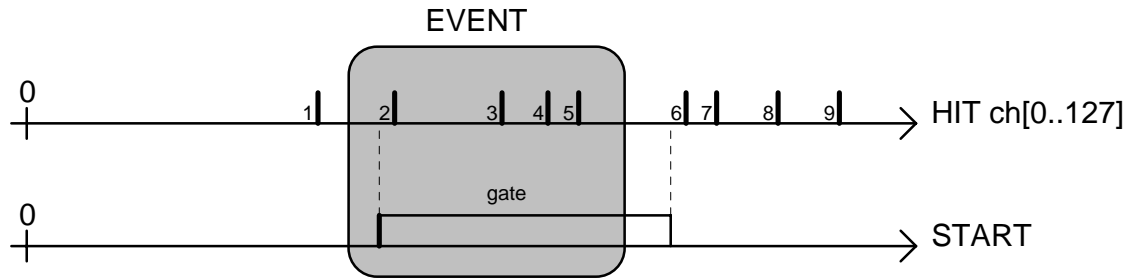 EVENT
0
1 2 3 4 5 6 7 8 9
HIT ch[0..127]
gate
0
START